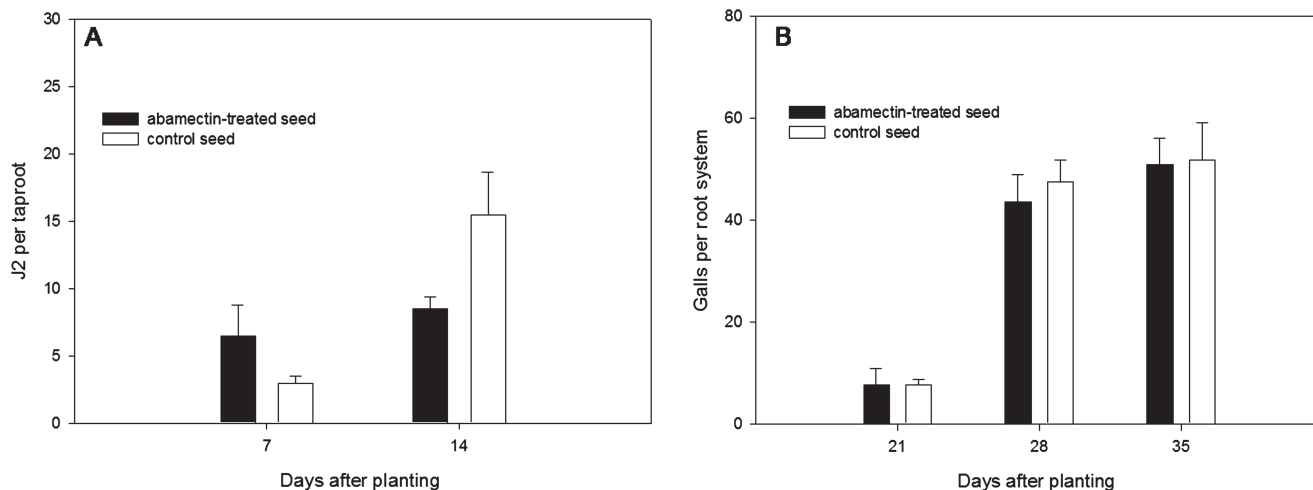 A
30
25
20
15
10
5
0
J2 per taproot
abamectin-treated seed
control seed
7
14
Days after planting
B
80
60
40
20
0
Galls per root system
abamectin-treated seed
control seed
21
28
35
Days after planting